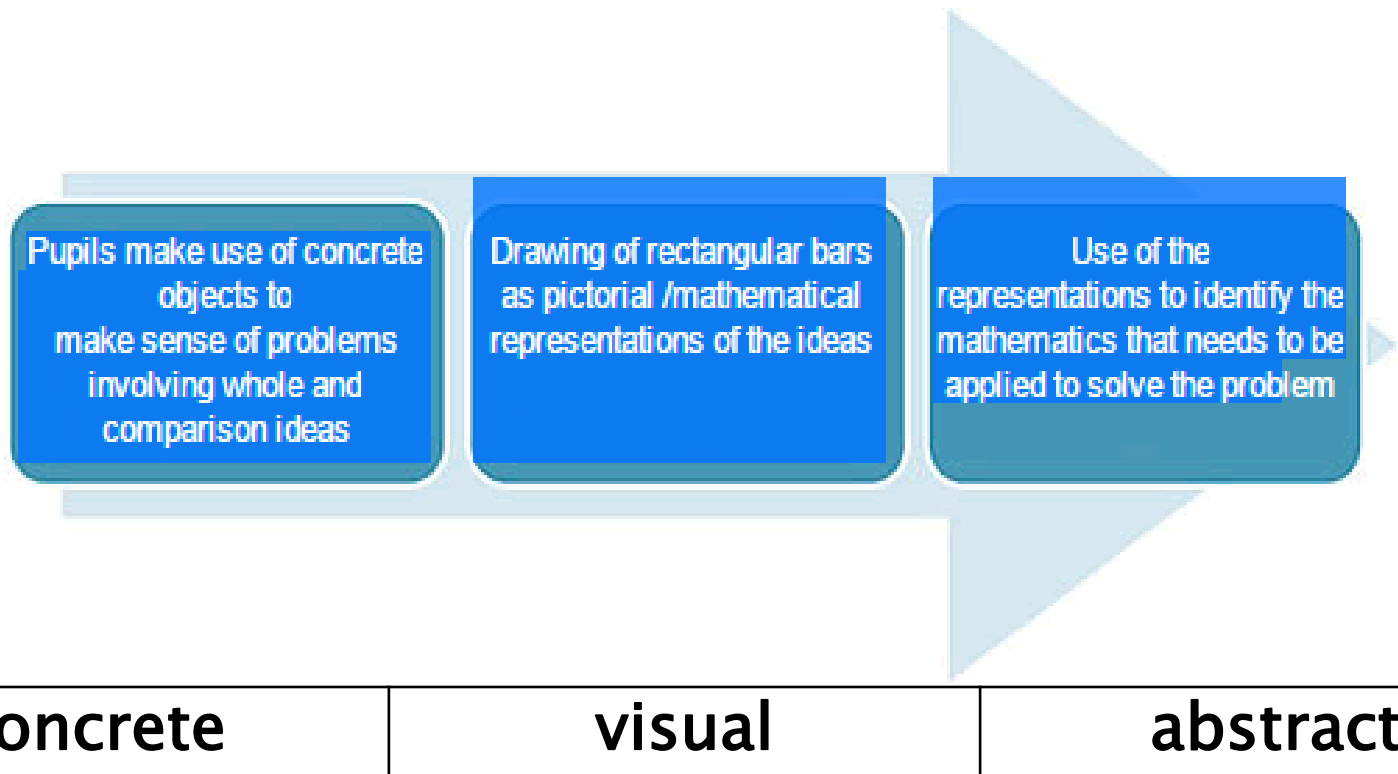 Pupils make use of concrete
objects to
make sense of problems
involving whole and
comparison ideas
Drawing of rectangular bars
as pictorial /mathematical
representations of the ideas
Use of the
representations to identify the
mathematics that needs to be
applied to solve the problem
oncrete
visual
abstract